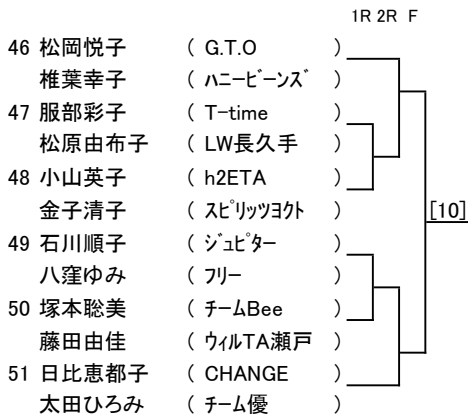 1R 2R F
46 松岡悦子 ( G.T.O )
椎葉幸子 ( ﾊﾆｰﾋﾞｰﾝｽﾞ )
47 服部彩子 ( T-time )
松原由布子 ( LW長久手 )
48 小山英子 ( h2ETA )
金子清子 ( ｽﾋﾟﾘｯﾂﾖｸﾄ ) [10]
49 石川順子 ( ｼﾞｭﾋﾟﾀｰ )
八窪ゆみ ( ﾌﾘｰ )
50 塚本聡美 ( ﾁｰﾑBee )
藤田由佳 ( ｳｨﾙTA瀬戸 )
51 日比恵都子 ( CHANGE )
太田ひろみ ( ﾁｰﾑ優 )